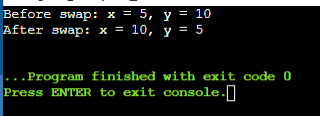 Before swap: x = 5, y = 10
After swap: x = 10, y = 5
...Program finished with exit code 0
Press ENTER to exit console.